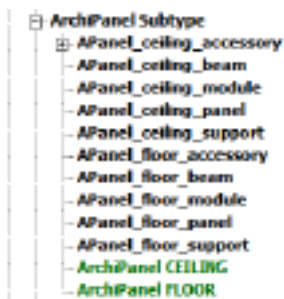 ArchiPanel Subtype
APanel_ceiling_accessory
APanel_ceiling_beam
APanel_ceiling_module
APanel_ceiling_panel
APanel_ceiling_support
APanel_floor_accessory
APanel_floor_beam
APanel_floor_module
APanel_floor_panel
APanel_floor_support
ArchiPanel CEILING
ArchiPanel FLOOR